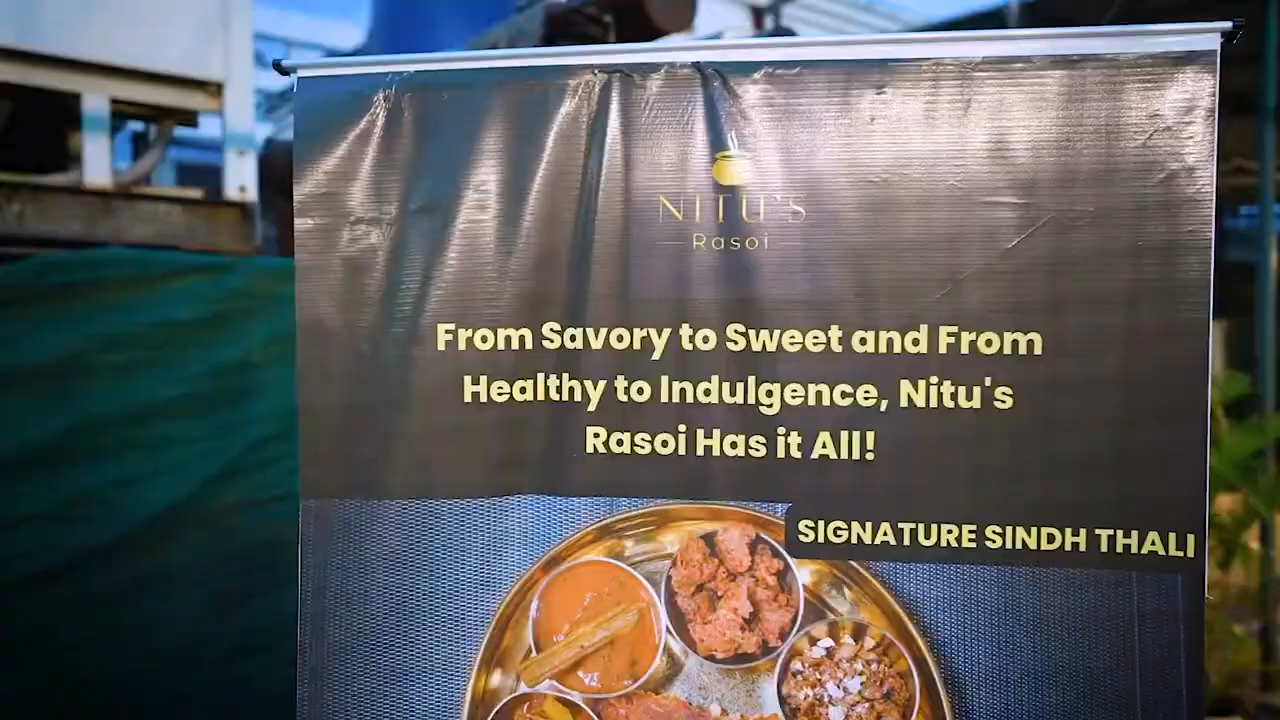 NITU'S
Rasoi
From Savory to Sweet and From
Healthy to Indulgence, Nitu's
Rasoi Has it All!
SIGNATURE SINDH THALI